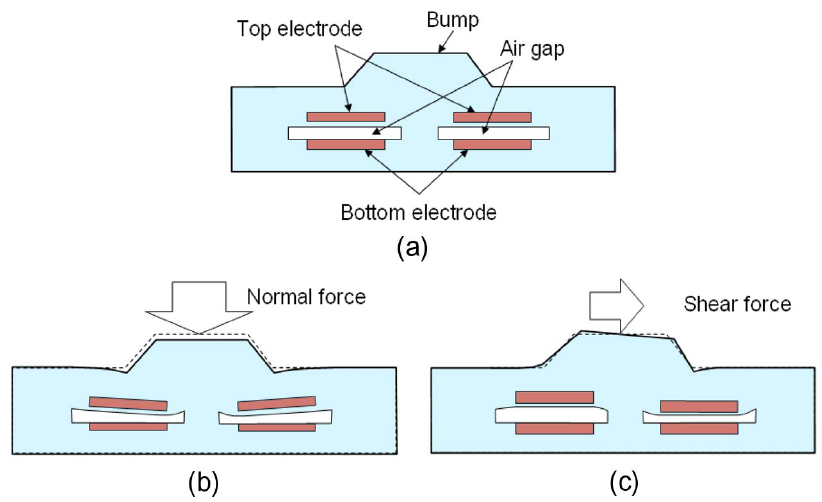 Bump
Top electrode
Air gap
Bottom electrode
(a)
Normal force
Shear force
(b)
(c)